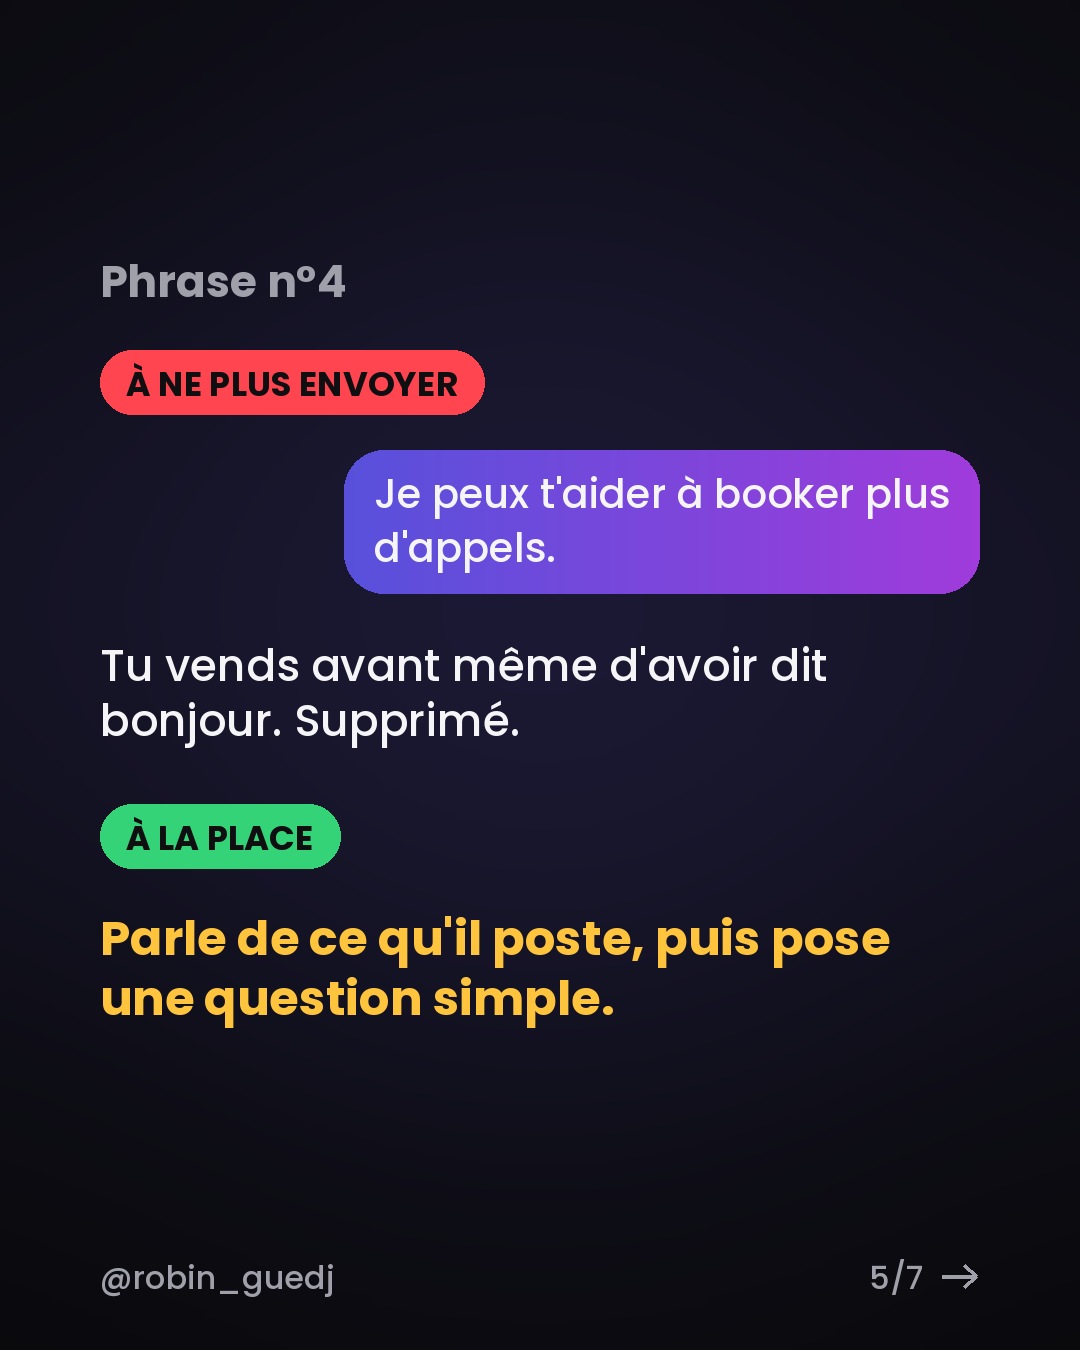 Phrase n°4
À NE PLUS ENVOYER
Je peux t'aider à booker plus
d'appels.
Tu vends avant même d'avoir dit
bonjour. Supprimé.
À LA PLACE
Parle de ce qu'il poste, puis pose
une question simple.
@robin_guedj
5/7 →